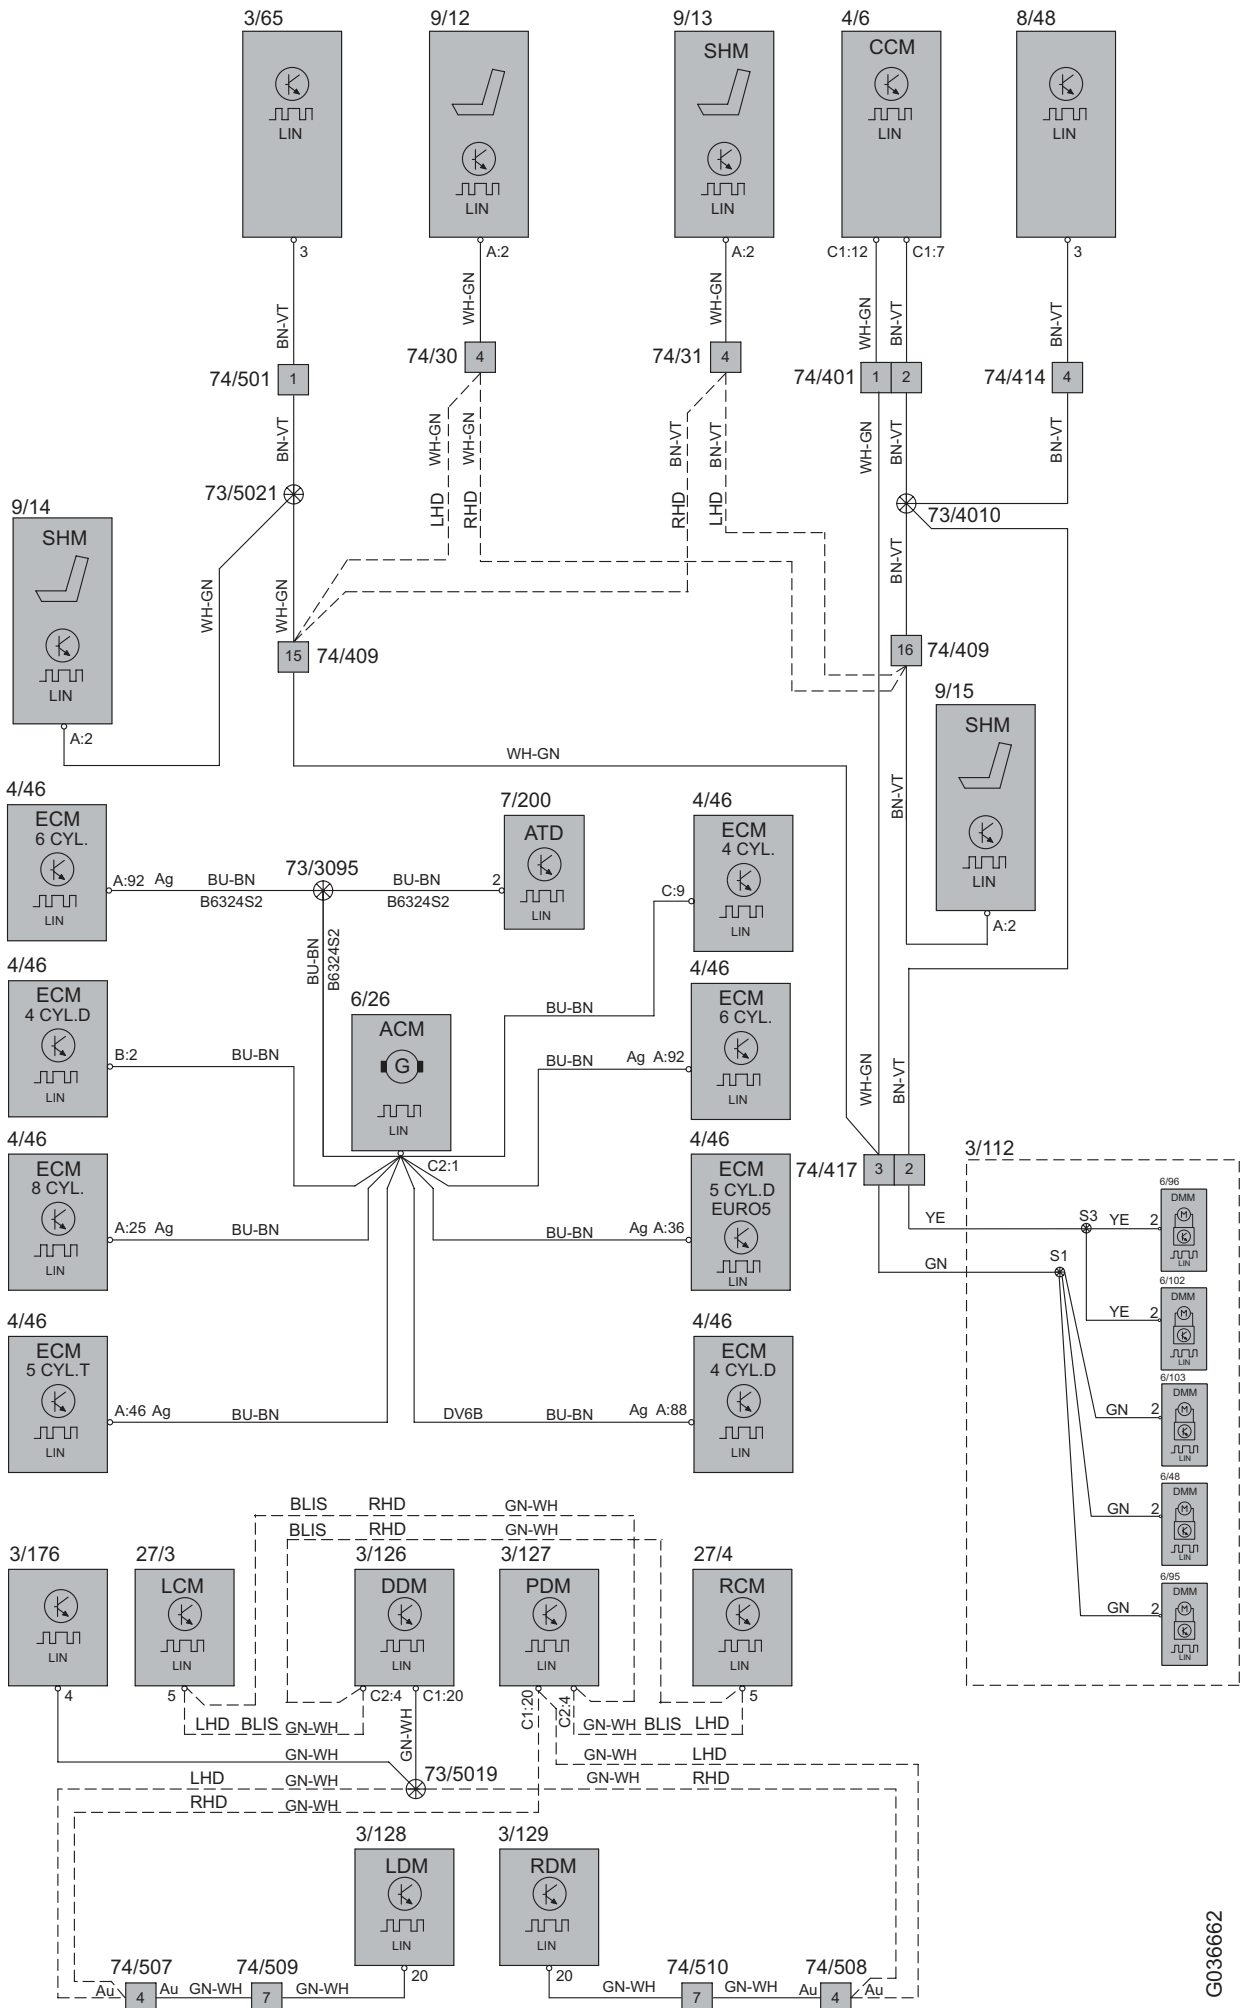 3/65
9/12
9/13
4/6
8/48
SHM
CCM
LIN
LIN
LIN
LIN
LIN
3
A:2
A:2
C1:12
C1:7
3
BN-VT
WH-GN
WH-GN
WH-GN
BN-VT
BN-VT
74/501
1
74/30
4
74/31
4
74/401
1
2
74/414
4
BN-VT
LHD
WH-GN
WH-GN
RHD
BN-VT
RHD
BN-VT
LHD
WH-GN
BN-VT
BN-VT
73/5021
73/4010
9/14
SHM
LIN
A:2
WH-GN
WH-GN
BN-VT
15
74/409
16
74/409
9/15
SHM
LIN
A:2
WH-GN
BN-VT
4/46
ECM
6 CYL.
LIN
A:92
Ag
BU-BN
B6324S2
73/3095
BU-BN
B6324S2
2
7/200
ATD
LIN
4/46
ECM
4 CYL.
LIN
C:9
BU-BN
B6324S2
4/46
ECM
4 CYL.D
LIN
B:2
BU-BN
6/26
ACM
G
LIN
C2:1
BU-BN
4/46
ECM
6 CYL.
LIN
BU-BN
Ag
A:92
WH-GN
BN-VT
4/46
ECM
8 CYL.
LIN
A:25
Ag
BU-BN
4/46
ECM
5 CYL.D
EURO5
LIN
BU-BN
Ag
A:36
74/417
3
2
3/112
YE
GN
S3
S1
YE
2
6/96
DMM
M
LIN
YE
2
6/102
DMM
M
LIN
GN
2
6/103
DMM
M
LIN
GN
2
6/48
DMM
M
LIN
GN
2
6/95
DMM
M
LIN
4/46
ECM
5 CYL.T
LIN
A:46
Ag
BU-BN
4/46
ECM
4 CYL.D
LIN
DV6B
BU-BN
Ag
A:88
BLIS
RHD
GN-WH
BLIS
RHD
GN-WH
3/176
27/3
3/126
3/127
27/4
LCM
DDM
PDM
RCM
LIN
LIN
LIN
LIN
LIN
4
5
C2:4
C1:20
C1:20
C2:4
5
LHD
BLIS
GN-WH
GN-WH
GN-WH
BLIS
LHD
GN-WH
GN-WH
LHD
LHD
GN-WH
73/5019
GN-WH
RHD
RHD
GN-WH
3/128
LDM
LIN
20
3/129
RDM
LIN
20
74/507
Au
4
Au
GN-WH
74/509
7
GN-WH
GN-WH
74/510
7
GN-WH
Au
74/508
4
Au
G036662